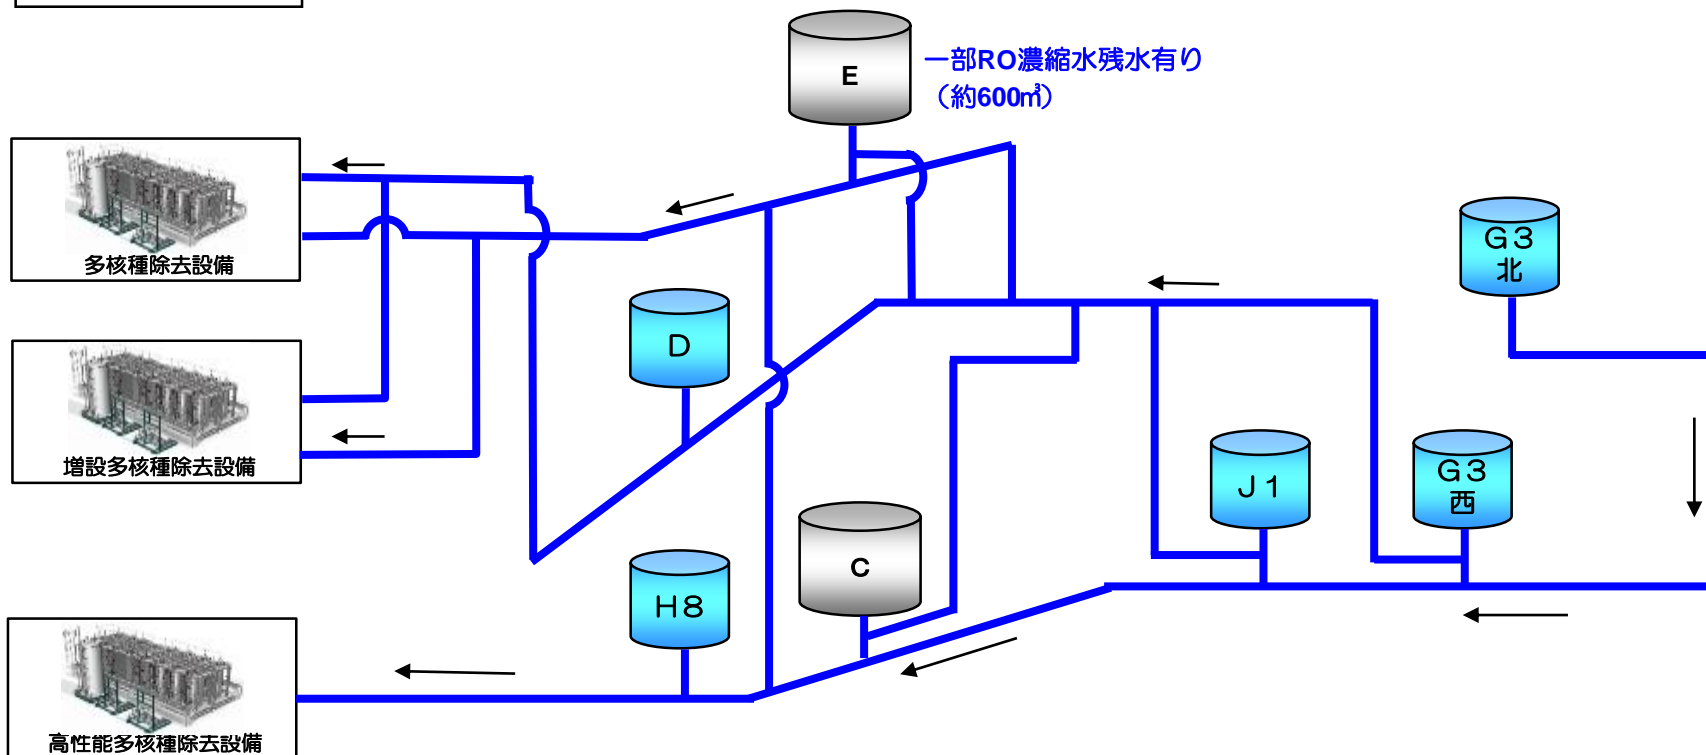 E
一部RO濃縮水残水有り
（約600㎥）
多核種除去設備
G3
北
D
増設多核種除去設備
J1
G3
西
C
H8
高性能多核種除去設備